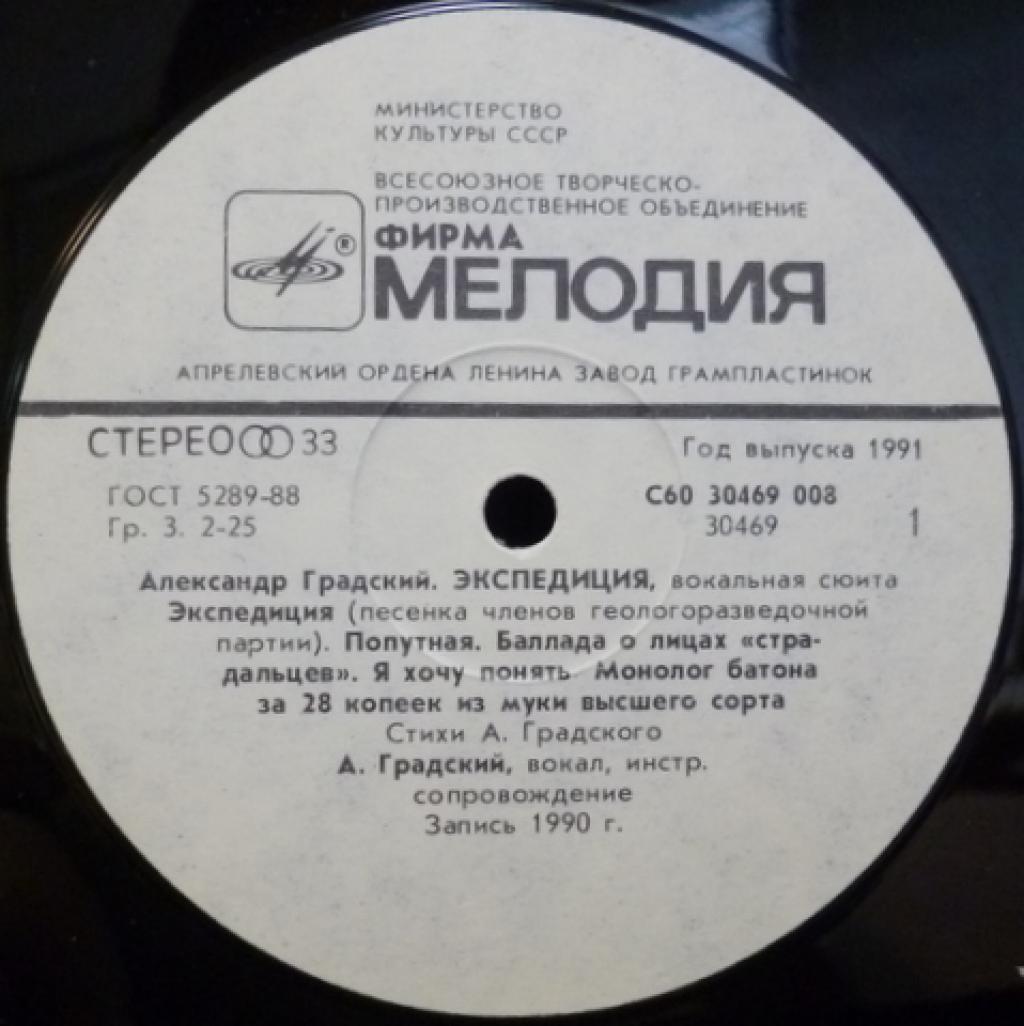 МИНИСТЕРСТВО
КУЛЬТУРЫ СССР
ВСЕСОЮЗНОЕ ТВОРЧЕСКО-
ПРОИЗВОДСТВЕННОЕ ОБЪЕДИНЕНИЕ
ФИРМА
®
МЕЛОДИЯ
АПРЕЛЕВСКИЙ ОРДЕНА ЛЕНИНА ЗАВОД ГРАМПЛАСТИНОК
СТЕРЕО 33 Год выпуска 1991
ГОСТ 5289-88 С60 30469 008
Гр. 3. 2-25 30469 1
Александр Градский. ЭКСПЕДИЦИЯ, вокальная сюита
Экспедиция (песенка членов геологоразведочной
партии). Попутная. Баллада о лицах «стра-
дальцев». Я хочу понять. Монолог батона
за 28 копеек из муки высшего сорта
Стихи А. Градского
А. Градский, вокал, инстр.
сопровождение
Запись 1990 г.